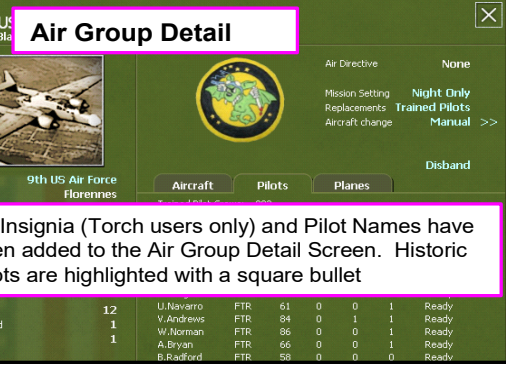 Air Group Detail
Air Directive None
Mission Setting Night Only
Replacements Trained Pilots
Aircraft change Manual >>
Disband
9th US Air Force
Florennes
Aircraft Pilots Planes
Insignia (Torch users only) and Pilot Names have
en added to the Air Group Detail Screen. Historic
ots are highlighted with a square bullet
12
1
1
U.Navarro FTR 61 0 0 1 Ready
V.Andrews FTR 84 0 1 1 Ready
W.Norman FTR 86 0 0 1 Ready
A.Bryan FTR 66 0 0 1 Ready
B.Radford FTR 58 0 0 0 Ready